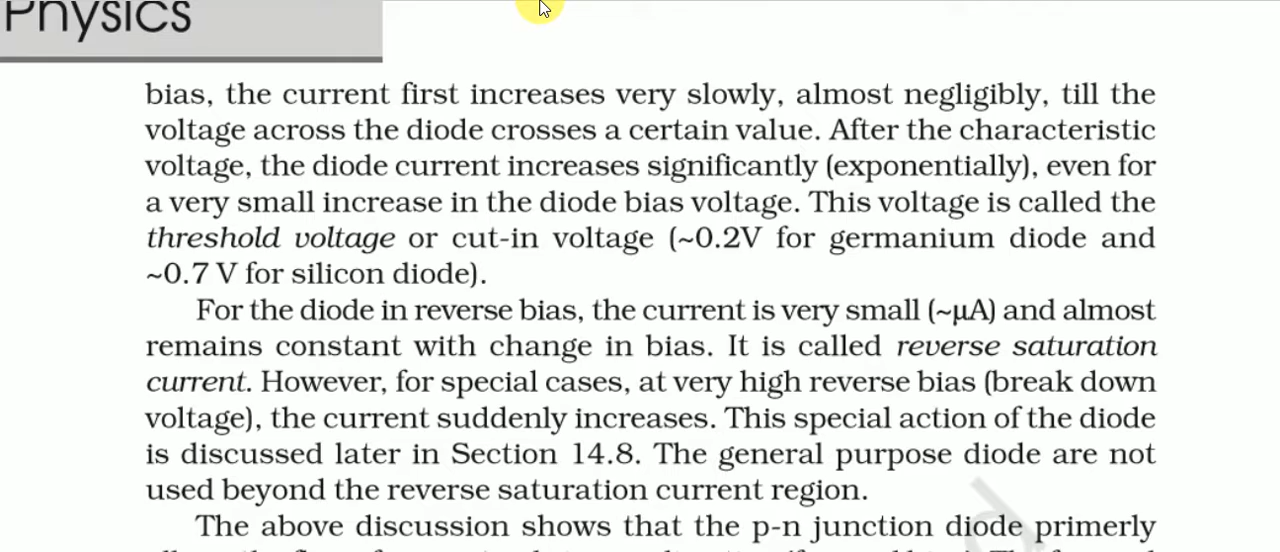 Physics
bias, the current first increases very slowly, almost negligibly, till the
voltage across the diode crosses a certain value. After the characteristic
voltage, the diode current increases significantly (exponentially), even for
a very small increase in the diode bias voltage. This voltage is called the
threshold voltage or cut-in voltage (~0.2V for germanium diode and
~0.7 V for silicon diode).
For the diode in reverse bias, the current is very small (~µA) and almost
remains constant with change in bias. It is called reverse saturation
current. However, for special cases, at very high reverse bias (break down
voltage), the current suddenly increases. This special action of the diode
is discussed later in Section 14.8. The general purpose diode are not
used beyond the reverse saturation current region.
The above discussion shows that the p-n junction diode primerly